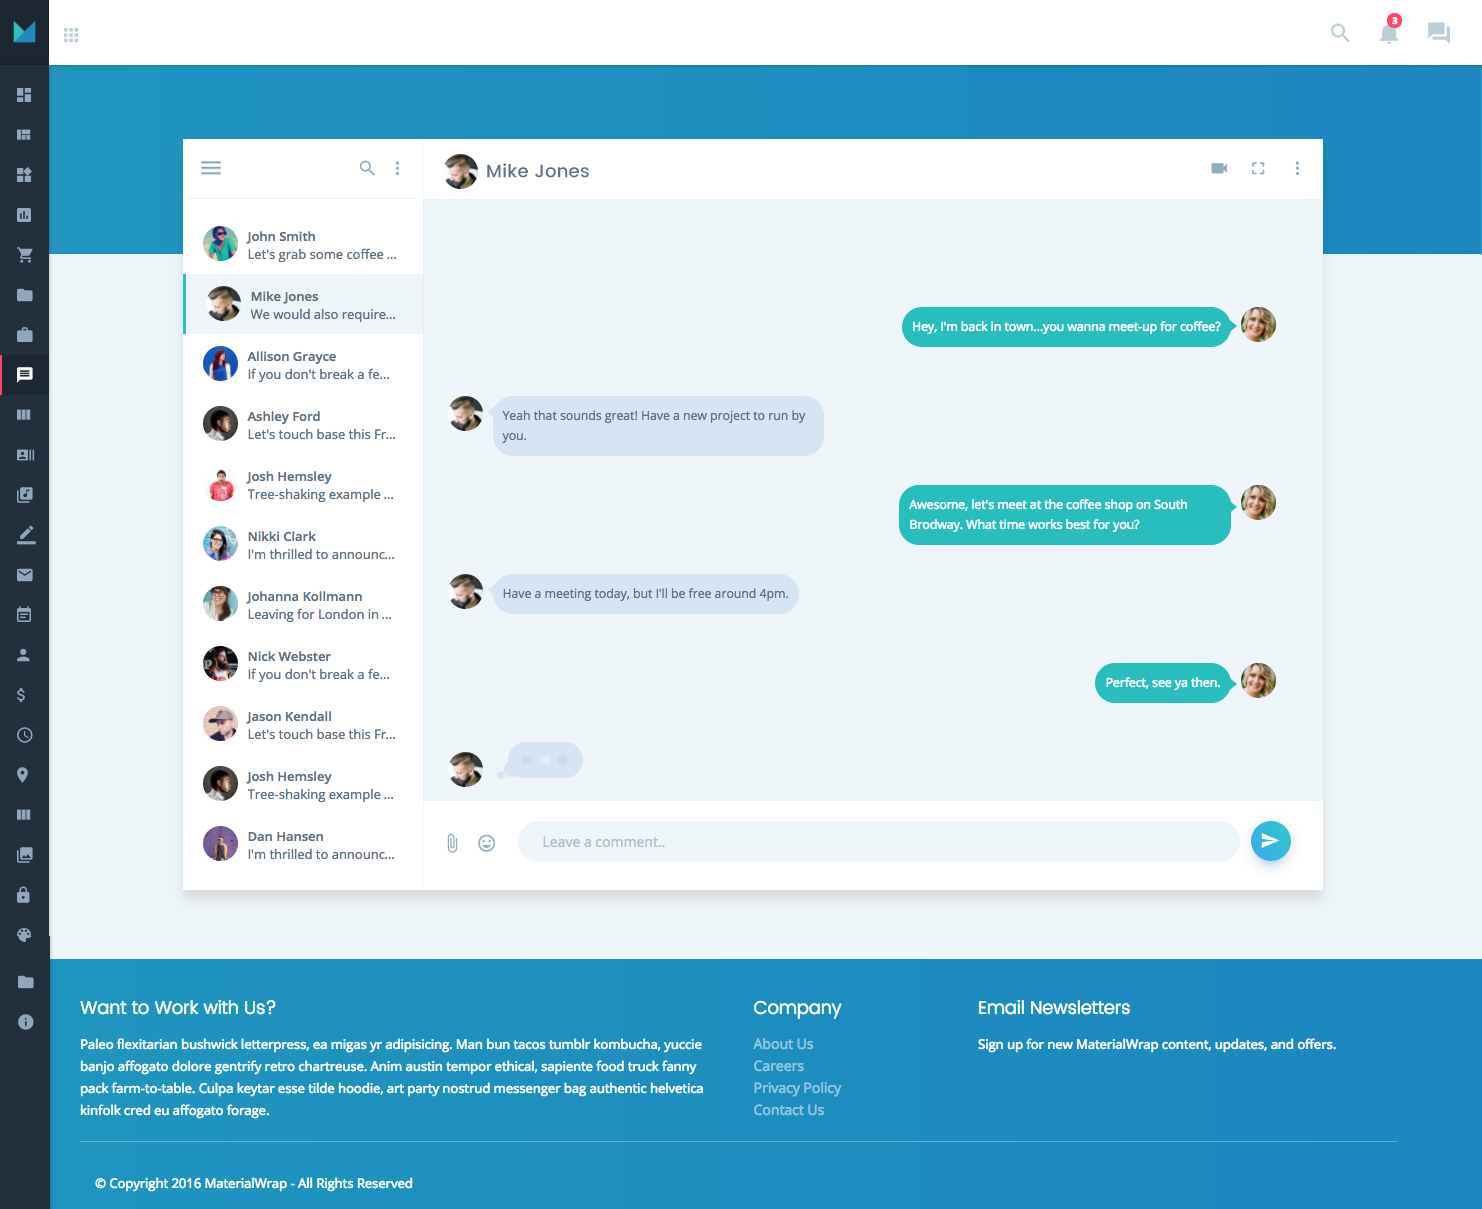 3
Mike Jones
John Smith
Let's grab some coffee ...
Mike Jones
We would also require...
Allison Grayce
If you don't break a fe...
Ashley Ford
Let's touch base this Fr...
Josh Hemsley
Tree-shaking example ...
Nikki Clark
I'm thrilled to announc...
Johanna Kollmann
Leaving for London in ...
Nick Webster
If you don't break a fe...
Jason Kendall
Let's touch base this Fr...
Josh Hemsley
Tree-shaking example ...
Dan Hansen
I'm thrilled to announc...
Hey, I'm back in town...you wanna meet-up for coffee?
Yeah that sounds great! Have a new project to run by
you.
Awesome, let's meet at the coffee shop on South
Brodway. What time works best for you?
Have a meeting today, but I'll be free around 4pm.
Perfect, see ya then.
Leave a comment..
Want to Work with Us?
Paleo flexitarian bushwick letterpress, ea migas yr adipisicing. Man bun tacos tumblr kombucha, yuccie
banjo affogato dolore gentrify retro chartreuse. Anim austin tempor ethical, sapiente food truck fanny
pack farm-to-table. Culpa keytar esse tilde hoodie, art party nostrud messenger bag authentic helvetica
kinfolk cred eu affogato forage.
Company
About Us
Careers
Privacy Policy
Contact Us
Email Newsletters
Sign up for new MaterialWrap content, updates, and offers.
© Copyright 2016 MaterialWrap - All Rights Reserved